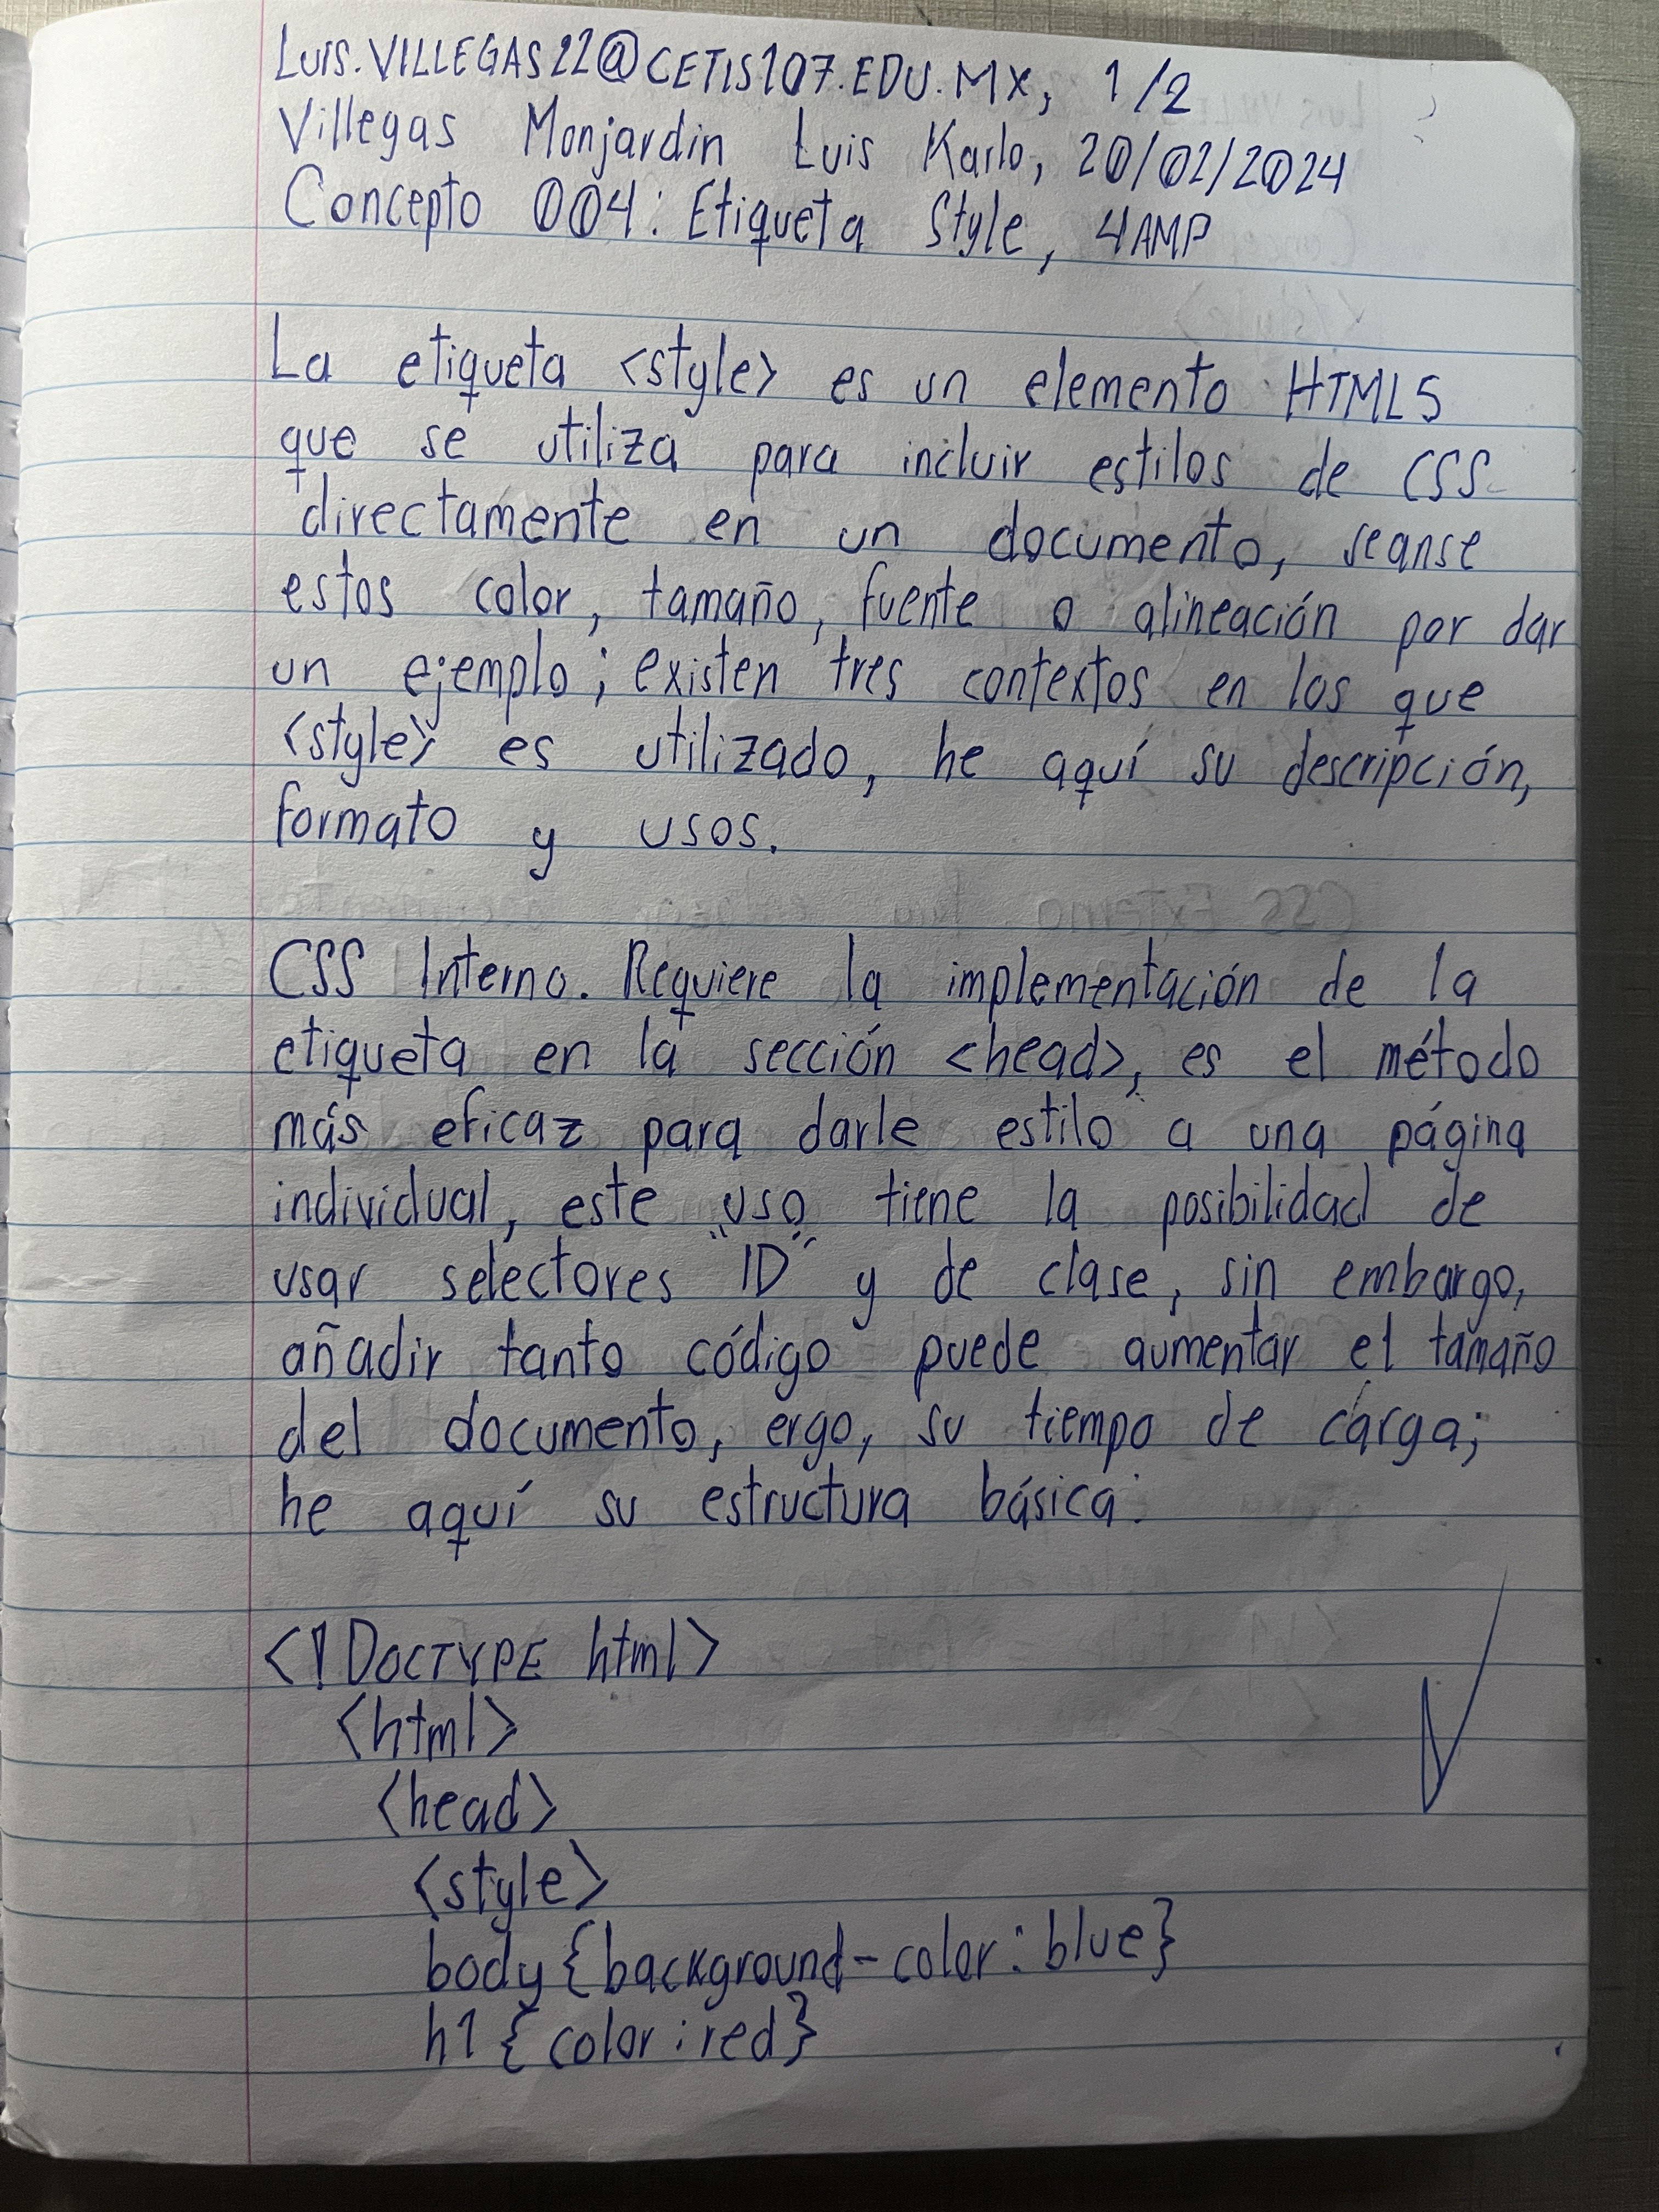 LUIS.VILLEGAS22@CETIS107.EDU.MX, 1/2
Villegas Monjardin Luis Karlo, 20/02/2024
Concepto 004: Etiqueta Style, 4AMP
La etiqueta <style> es un elemento HTML5
que se utiliza para incluir estilos de CSS
directamente en un documento, seanse
estos color, tamaño, fuente o alineación por dar
un ejemplo; existen tres contextos en los que
<style> es utilizado, he aquí su descripción,
formato y usos.
CSS Interno. Requiere la implementación de la
etiqueta en la sección <head>, es el método
más eficaz para darle estilo a una página
individual, este uso tiene la posibilidad de
usar selectores "ID" y de clase, sin embargo,
añadir tanto código puede aumentar el tamaño
del documento, ergo, su tiempo de carga;
he aquí su estructura básica:
<!DOCTYPE html>
<html>
<head>
<style>
body{background-color:blue}
h1{color:red}